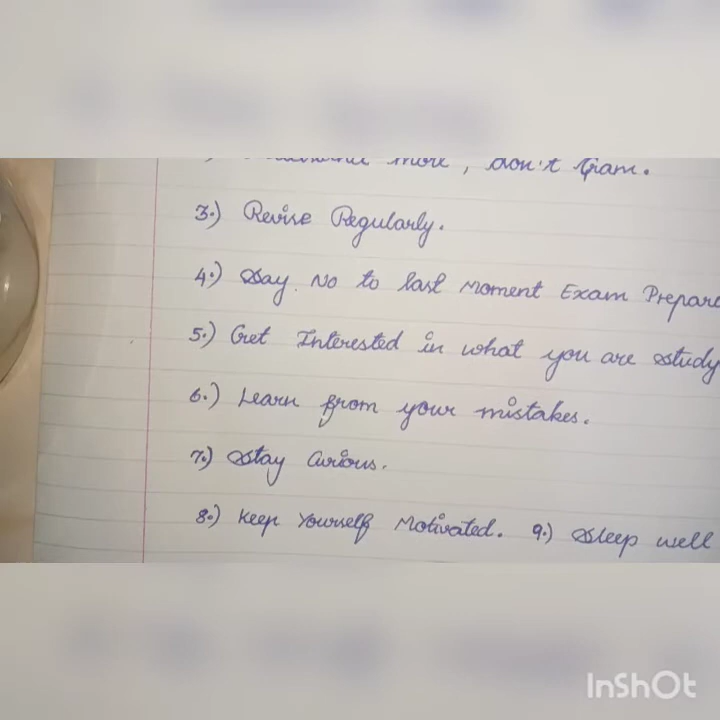 more, don't Cram.
3.) Revise Regularly.
4.) Say No to last Moment Exam
5.) Get Interested in what you are
6.) Learn from your mistakes.
7.) Stay Curious.
8.) Keep Yourself Motivated. 9.) Sleep well
InShOt